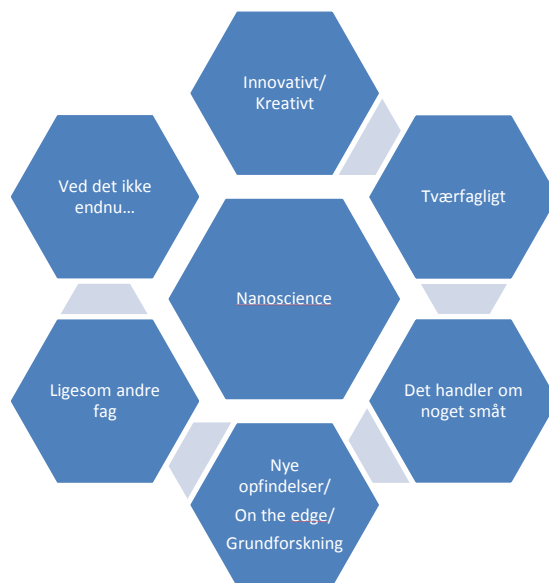 Innovativt/
Kreativt
Tværfagligt
Det handler om
noget småt
Nye
opfindelser/
On the edge/
Grundforskning
Ligesom andre
fag
Ved det ikke
endnu...
Nanoscience